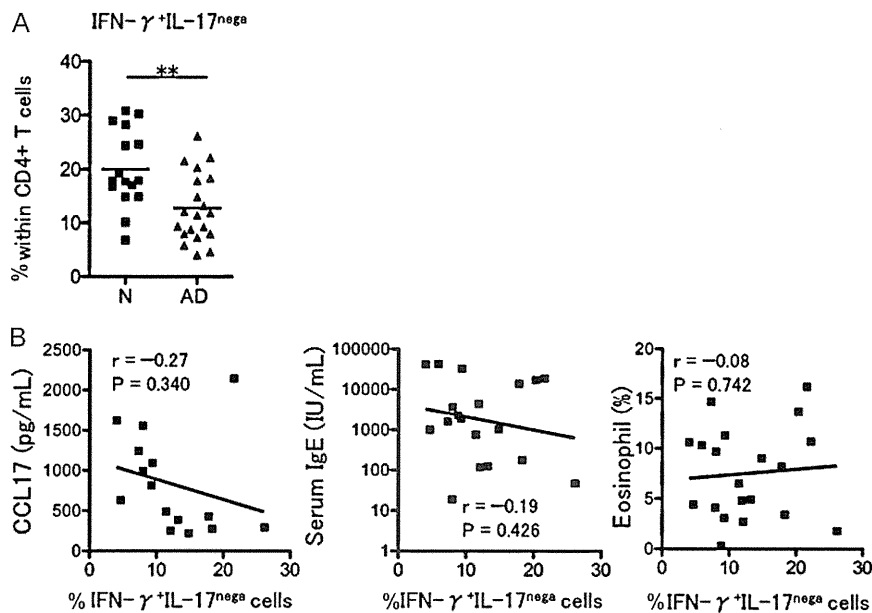 A
IFN-γ⁺IL-17ⁿᵉᵍᵃ
% within CD4+ T cells
40
30
20
10
0
**
N
AD
B
CCL17 (pg/mL)
2500
2000
1500
1000
500
0
r = −0.27
P = 0.340
0
10
20
30
% IFN-γ⁺IL-17ⁿᵉᵍᵃ cells
Serum IgE (IU/mL)
100000
10000
1000
100
10
1
r = −0.19
P = 0.426
0
10
20
30
%IFN-γ⁺IL-17ⁿᵉᵍᵃ cells
Eosinophil (%)
20
15
10
5
0
r = −0.08
P = 0.742
0
10
20
30
%IFN-γ⁺IL-17ⁿᵉᵍᵃ cells